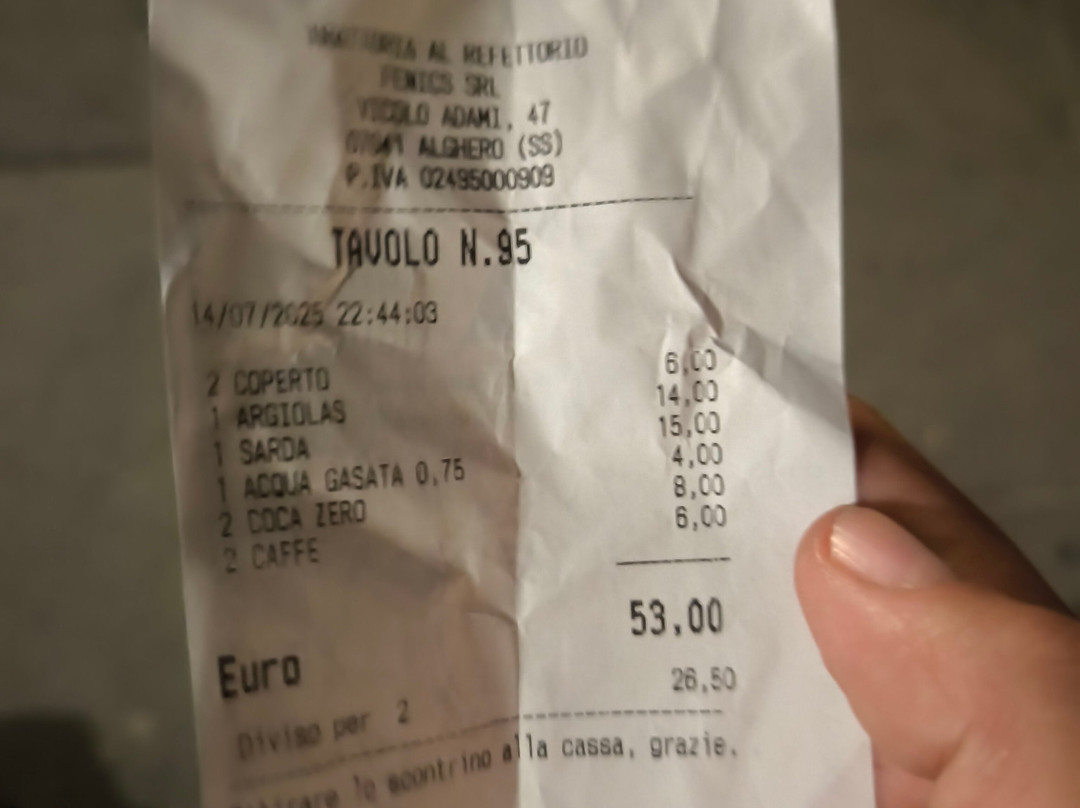 AL REFETTORIO
FENICS SRL
VICOLO ADAMI, 47
07041 ALGHERO (SS)
P.IVA 02495000909
TAVOLO N.95
14/07/2025 22:44:03
2 COPERTO 6,00
1 ARGIOLAS 14,00
1 SARDA 15,00
1 ACQUA GASATA 0,75 4,00
2 COCA ZERO 8,00
2 CAFFE 6,00
Euro 53,00
Diviso per 2 26,50
lo scontrino alla cassa, grazie.